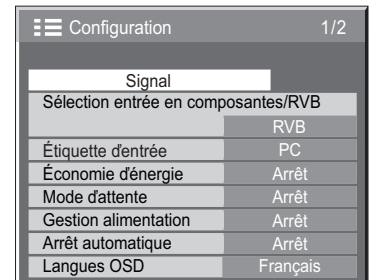 Configuration 1/2
Signal
Sélection entrée en composantes/RVB
RVB
Étiquette d'entrée PC
Économie d'énergie Arrêt
Mode d'attente Arrêt
Gestion alimentation Arrêt
Arrêt automatique Arrêt
Langues OSD Français